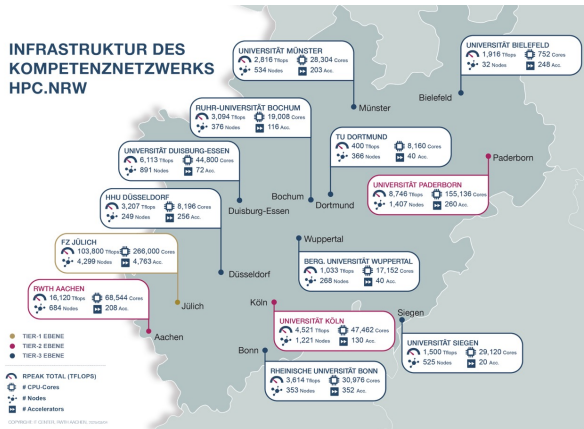 INFRASTRUKTUR DES
KOMPETENZNETZWERKS
HPC.NRW
UNIVERSITÄT MÜNSTER
2,816 Tflops 28,304 Cores
534 Nodes 203 Acc.
Münster
UNIVERSITÄT BIELEFELD
1,916 Tflops 752 Cores
32 Nodes 248 Acc.
Bielefeld
RUHR-UNIVERSITÄT BOCHUM
3,094 Tflops 19,008 Cores
376 Nodes 116 Acc.
Bochum
TU DORTMUND
400 Tflops 8,160 Cores
366 Nodes 40 Acc.
Dortmund
UNIVERSITÄT DUISBURG-ESSEN
6,113 Tflops 44,800 Cores
891 Nodes 72 Acc.
Duisburg-Essen
Paderborn
UNIVERSITÄT PADERBORN
8,746 Tflops 155,136 Cores
1,407 Nodes 260 Acc.
HHU DÜSSELDORF
3,207 Tflops 8,196 Cores
249 Nodes 256 Acc.
Düsseldorf
Wuppertal
BERG. UNIVERSITÄT WUPPERTAL
1,033 Tflops 17,152 Cores
268 Nodes 40 Acc.
FZ JÜLICH
103,800 Tflops 266,000 Cores
4,299 Nodes 4,763 Acc.
Jülich
RWTH AACHEN
16,120 Tflops 68,544 Cores
684 Nodes 208 Acc.
Aachen
Köln
UNIVERSITÄT KÖLN
4,521 Tflops 47,462 Cores
1,221 Nodes 130 Acc.
Siegen
UNIVERSITÄT SIEGEN
1,500 Tflops 29,120 Cores
525 Nodes 20 Acc.
Bonn
RHEINISCHE UNIVERSITÄT BONN
3,614 Tflops 30,976 Cores
353 Nodes 352 Acc.
TIER-1 EBENE
TIER-2 EBENE
TIER-3 EBENE
RPEAK TOTAL (TFLOPS)
# CPU-Cores
# Nodes
# Accelerators